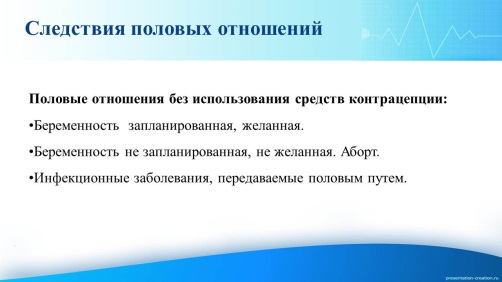 Следствия половых отношений
Половые отношения без использования средств контрацепции:
•Беременность запланированная, желанная.
•Беременность не запланированная, не желанная. Аборт.
•Инфекционные заболевания, передаваемые половым путем.
presentation-creation.ru